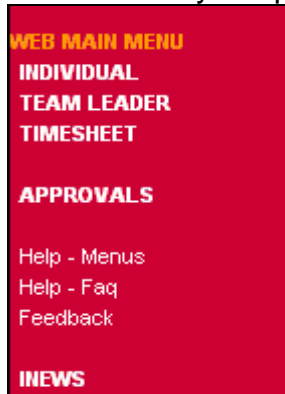 WEB MAIN MENU
INDIVIDUAL
TEAM LEADER
TIMESHEET
APPROVALS
Help - Menus
Help - Faq
Feedback
INEWS